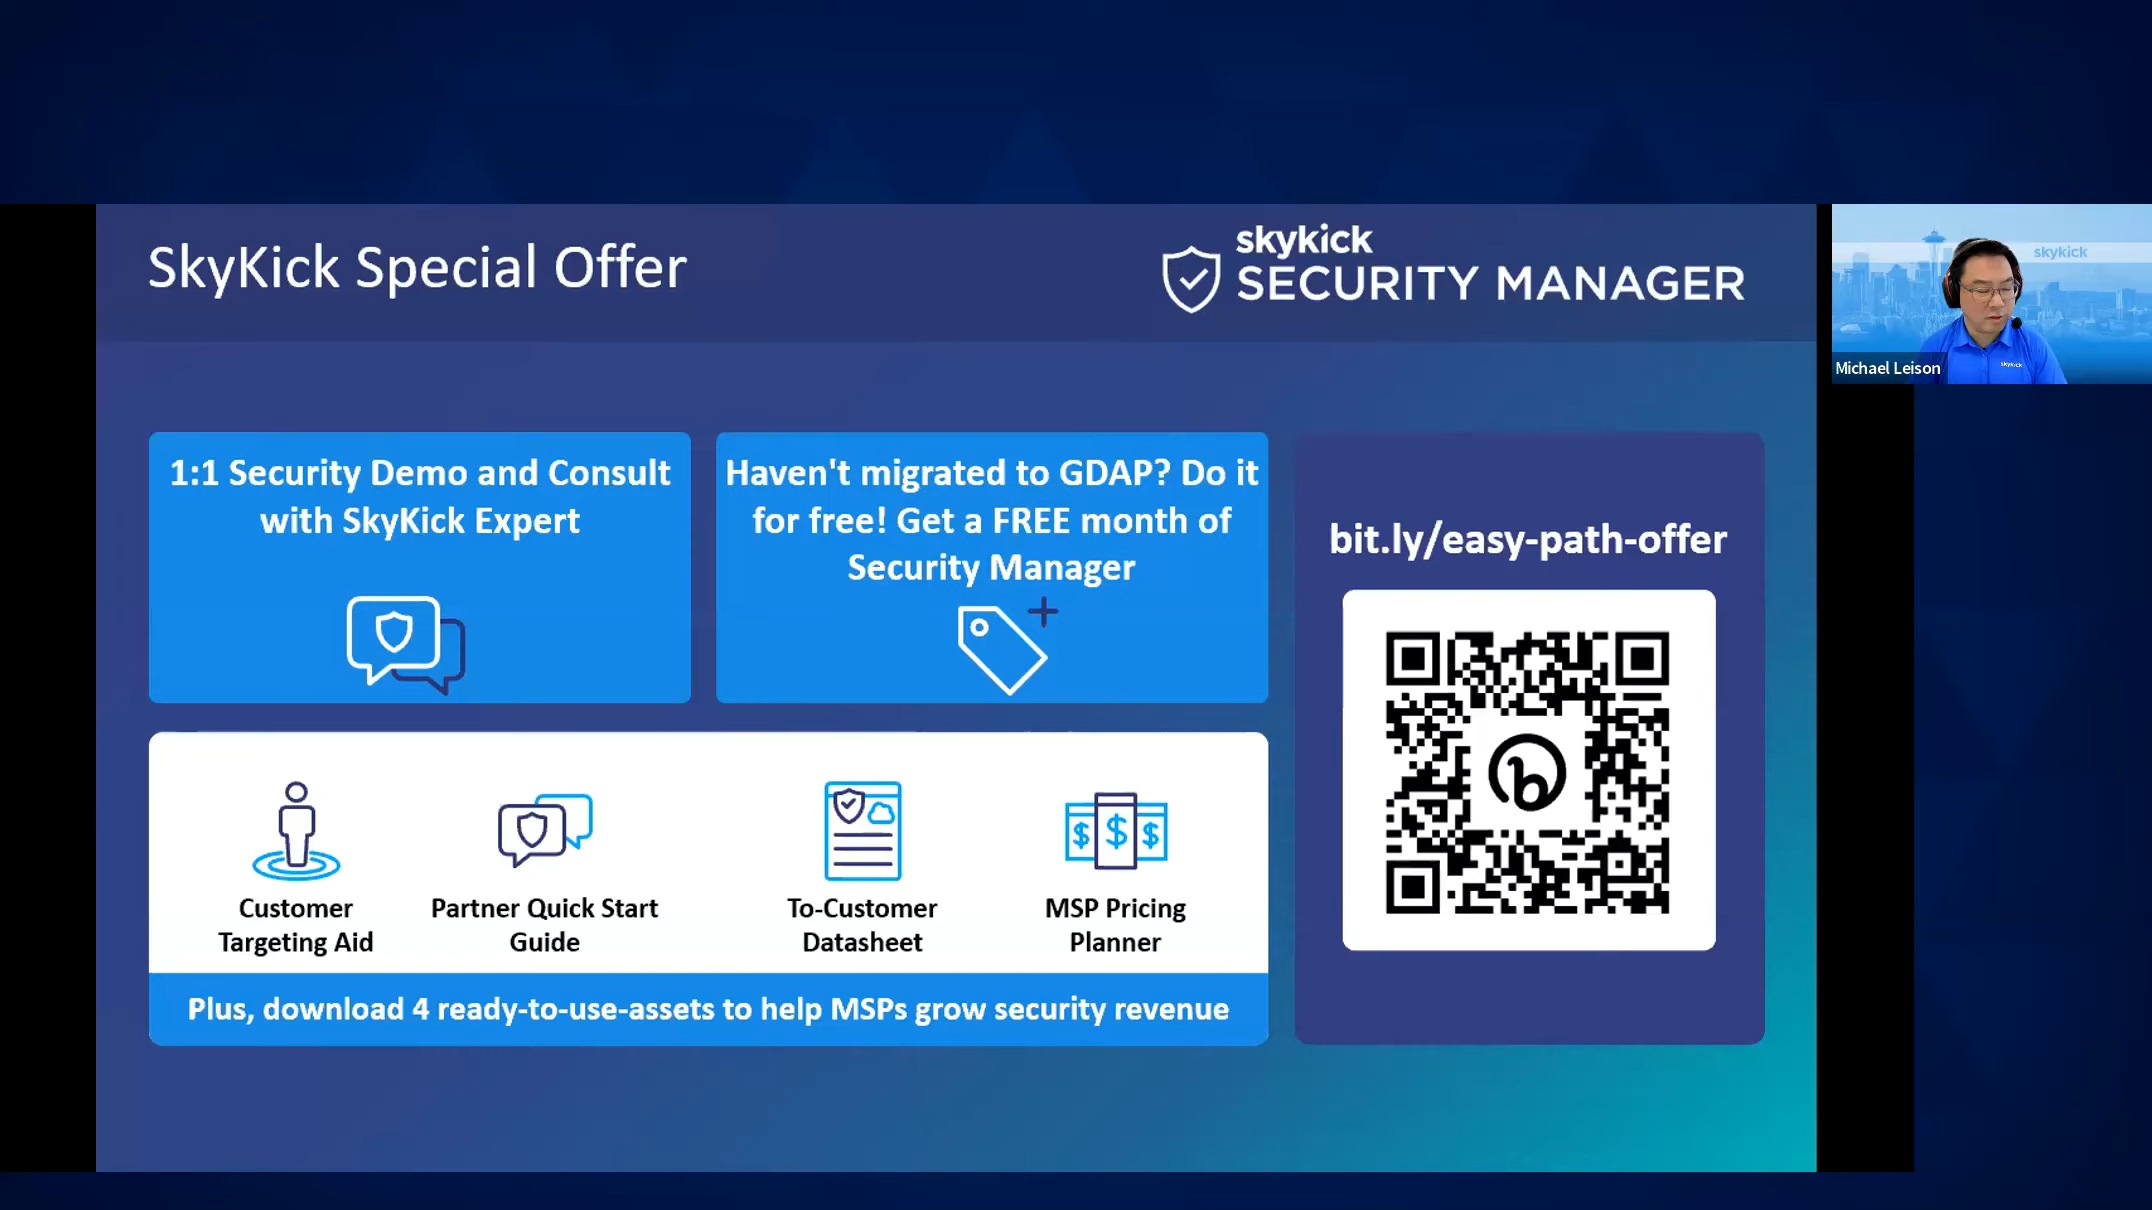 SkyKick Special Offer
skykick
SECURITY MANAGER
skykick
skykick
Michael Leison
1:1 Security Demo and Consult
with SkyKick Expert
Haven't migrated to GDAP? Do it
for free! Get a FREE month of
Security Manager
bit.ly/easy-path-offer
b
Customer
Targeting Aid
Partner Quick Start
Guide
To-Customer
Datasheet
MSP Pricing
Planner
$ $ $
Plus, download 4 ready-to-use-assets to help MSPs grow security revenue